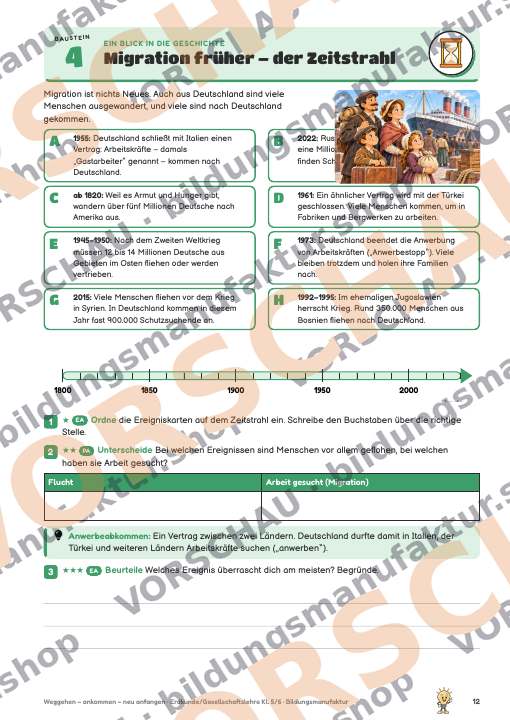 BAUSTEIN
4
EIN BLICK IN DIE GESCHICHTE
Migration früher – der Zeitstrahl
Migration ist nichts Neues. Auch aus Deutschland sind viele
Menschen ausgewandert, und viele sind nach Deutschland
gekommen.
A
1955: Deutschland schließt mit Italien einen
Vertrag: Arbeitskräfte – damals
„Gastarbeiter“ genannt – kommen nach
Deutschland.
B
2022: Rus
eine Millio
finden Sch
C
ab 1820: Weil es Armut und Hunger gibt,
wandern über fünf Millionen Deutsche nach
Amerika aus.
D
1961: Ein ähnlicher Vertrag wird mit der Türkei
geschlossen. Viele Menschen kommen, um in
Fabriken und Bergwerken zu arbeiten.
E
1945–1950: Nach dem Zweiten Weltkrieg
müssen 12 bis 14 Millionen Deutsche aus
Gebieten im Osten fliehen oder werden
vertrieben.
F
1973: Deutschland beendet die Anwerbung
von Arbeitskräften („Anwerbestopp“). Viele
bleiben trotzdem und holen ihre Familien
nach.
G
2015: Viele Menschen fliehen vor dem Krieg
in Syrien. In Deutschland kommen in diesem
Jahr fast 900.000 Schutzsuchende an.
H
1992–1995: Im ehemaligen Jugoslawien
herrscht Krieg. Rund 350.000 Menschen aus
Bosnien fliehen nach Deutschland.
1800 1850 1900 1950 2000
1 ★ EA Ordne die Ereigniskarten auf dem Zeitstrahl ein. Schreibe den Buchstaben über die richtige
Stelle.
2 ★★ PA Unterscheide Bei welchen Ereignissen sind Menschen vor allem geflohen, bei welchen
haben sie Arbeit gesucht?
Flucht Arbeit gesucht (Migration)
Anwerbeabkommen: Ein Vertrag zwischen zwei Ländern. Deutschland durfte damit in Italien, der
Türkei und weiteren Ländern Arbeitskräfte suchen („anwerben“).
3 ★★★ EA Beurteile Welches Ereignis überrascht dich am meisten? Begründe.
Weggehen – ankommen – neu anfangen · Erdkunde/Gesellschaftslehre Kl. 5/6 · Bildungsmanufaktur
12
VORSCHAU · bildungsmanufaktur.shop